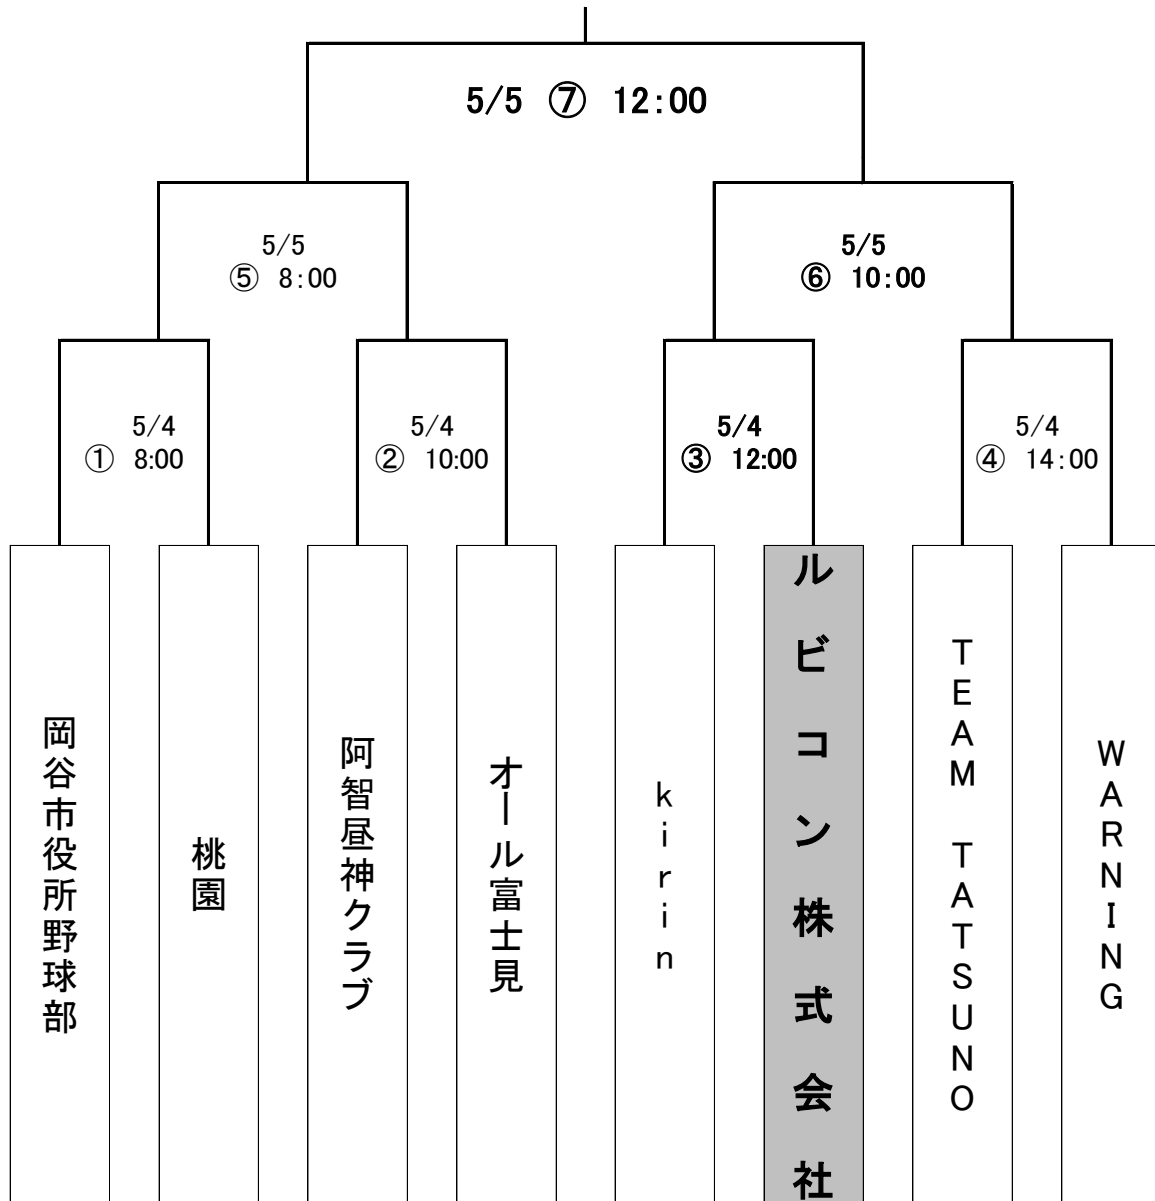 5/5 ⑦ 12:00
5/5
⑤ 8:00
5/5
⑥ 10:00
5/4
① 8:00
5/4
② 10:00
5/4
③ 12:00
5/4
④ 14:00
岡谷市役所野球部
桃園
阿智昼神クラブ
オール富士見
kirin
ルビコン株式会社
TEAM TATSUNO
WARNING